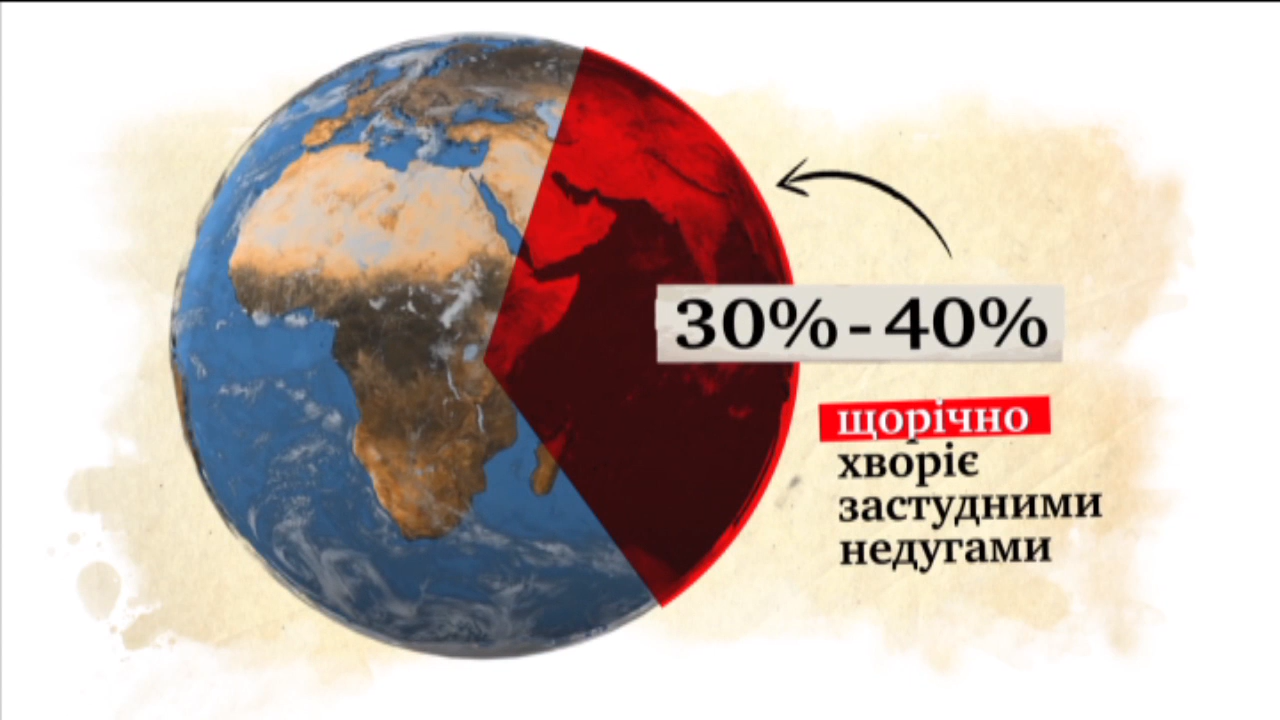 30%-40%
щорічно
хворіє
застудними
недугами